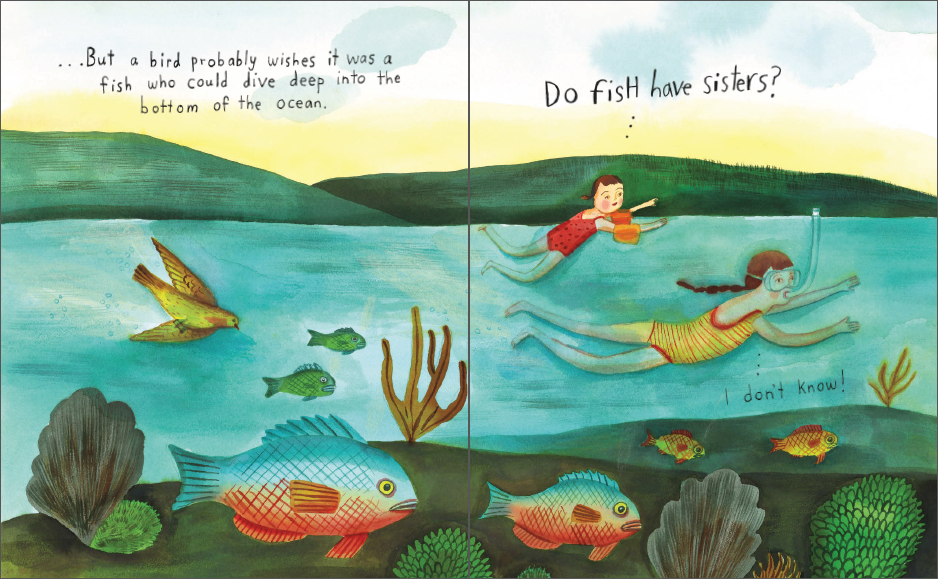 ...But a bird probably wishes it was a
fish who could dive deep into the
bottom of the ocean.
Do fisH have sisters?
I don't know!